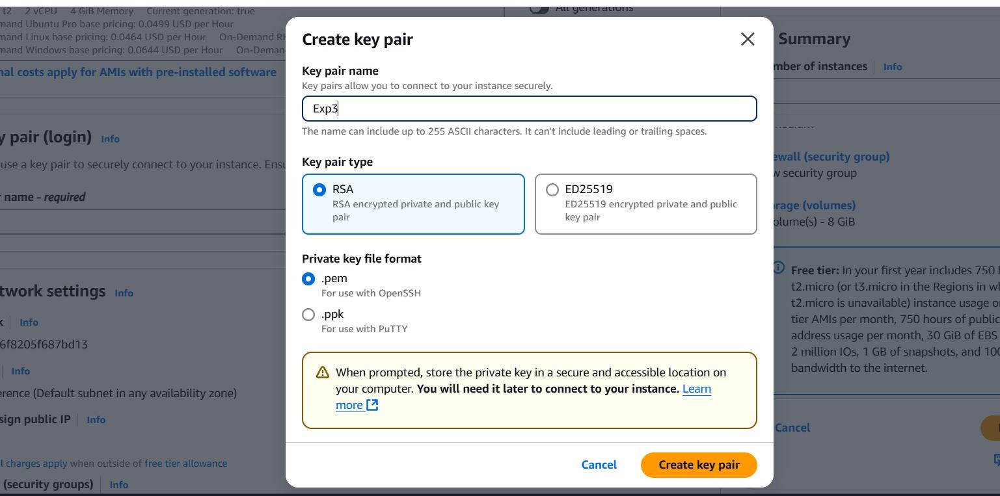 t2 2 vCPU 4 GiB Memory Current generation: true
mand Ubuntu Pro base pricing: 0.0499 USD per Hour
mand Linux base pricing: 0.0464 USD per Hour On-Demand RH
mand Windows base pricing: 0.0644 USD per Hour On-Demand
nal costs apply for AMIs with pre-installed software
All generations
y pair (login) Info
use a key pair to securely connect to your instance. Ensu
r name - required
twork settings Info
k Info
6f8205f687bd13
Info
erence (Default subnet in any availability zone)
sign public IP Info
l charges apply when outside of free tier allowance
(security groups) Info
Create key pair
Key pair name
Key pairs allow you to connect to your instance securely.
Exp3
The name can include up to 255 ASCII characters. It can't include leading or trailing spaces.
Key pair type
RSA
RSA encrypted private and public key
pair
ED25519
ED25519 encrypted private and public
key pair
Private key file format
.pem
For use with OpenSSH
.ppk
For use with PuTTY
When prompted, store the private key in a secure and accessible location on
your computer. You will need it later to connect to your instance. Learn
more
Cancel
Create key pair
Summary
mber of instances Info
ewall (security group)
w security group
rage (volumes)
olume(s) - 8 GiB
Free tier: In your first year includes 750 h
t2.micro (or t3.micro in the Regions in wh
t2.micro is unavailable) instance usage on
tier AMIs per month, 750 hours of public
address usage per month, 30 GiB of EBS
2 million IOs, 1 GB of snapshots, and 100
bandwidth to the internet.
Cancel